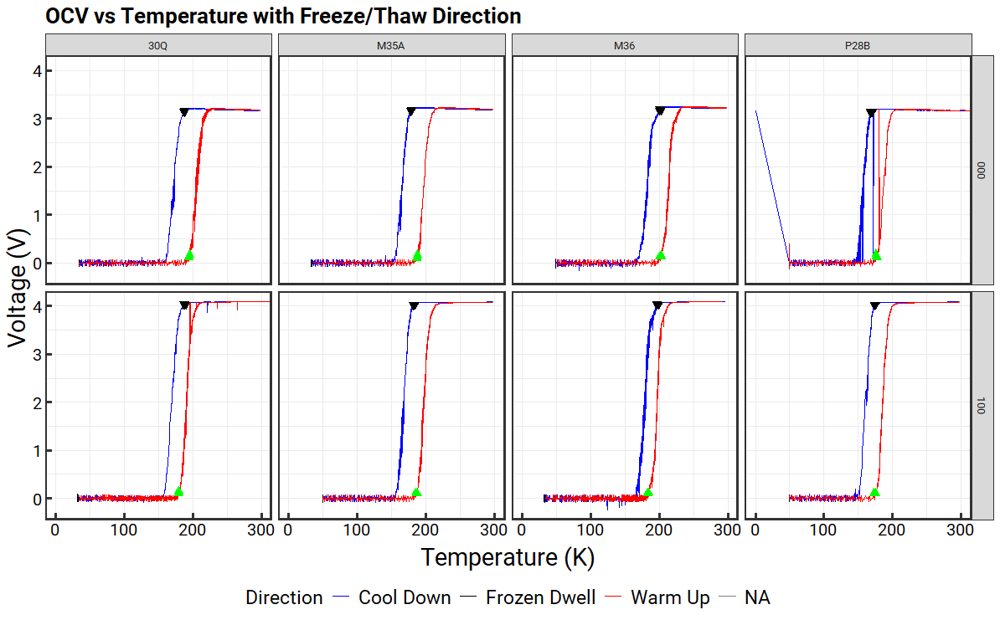 OCV vs Temperature with Freeze/Thaw Direction
30Q M35A M36 P28B
4
3
2
1
0
000
4
3
2
1
0
100
Voltage (V)
0 100 200 300 0 100 200 300 0 100 200 300 0 100 200 300
Temperature (K)
Direction Cool Down Frozen Dwell Warm Up NA